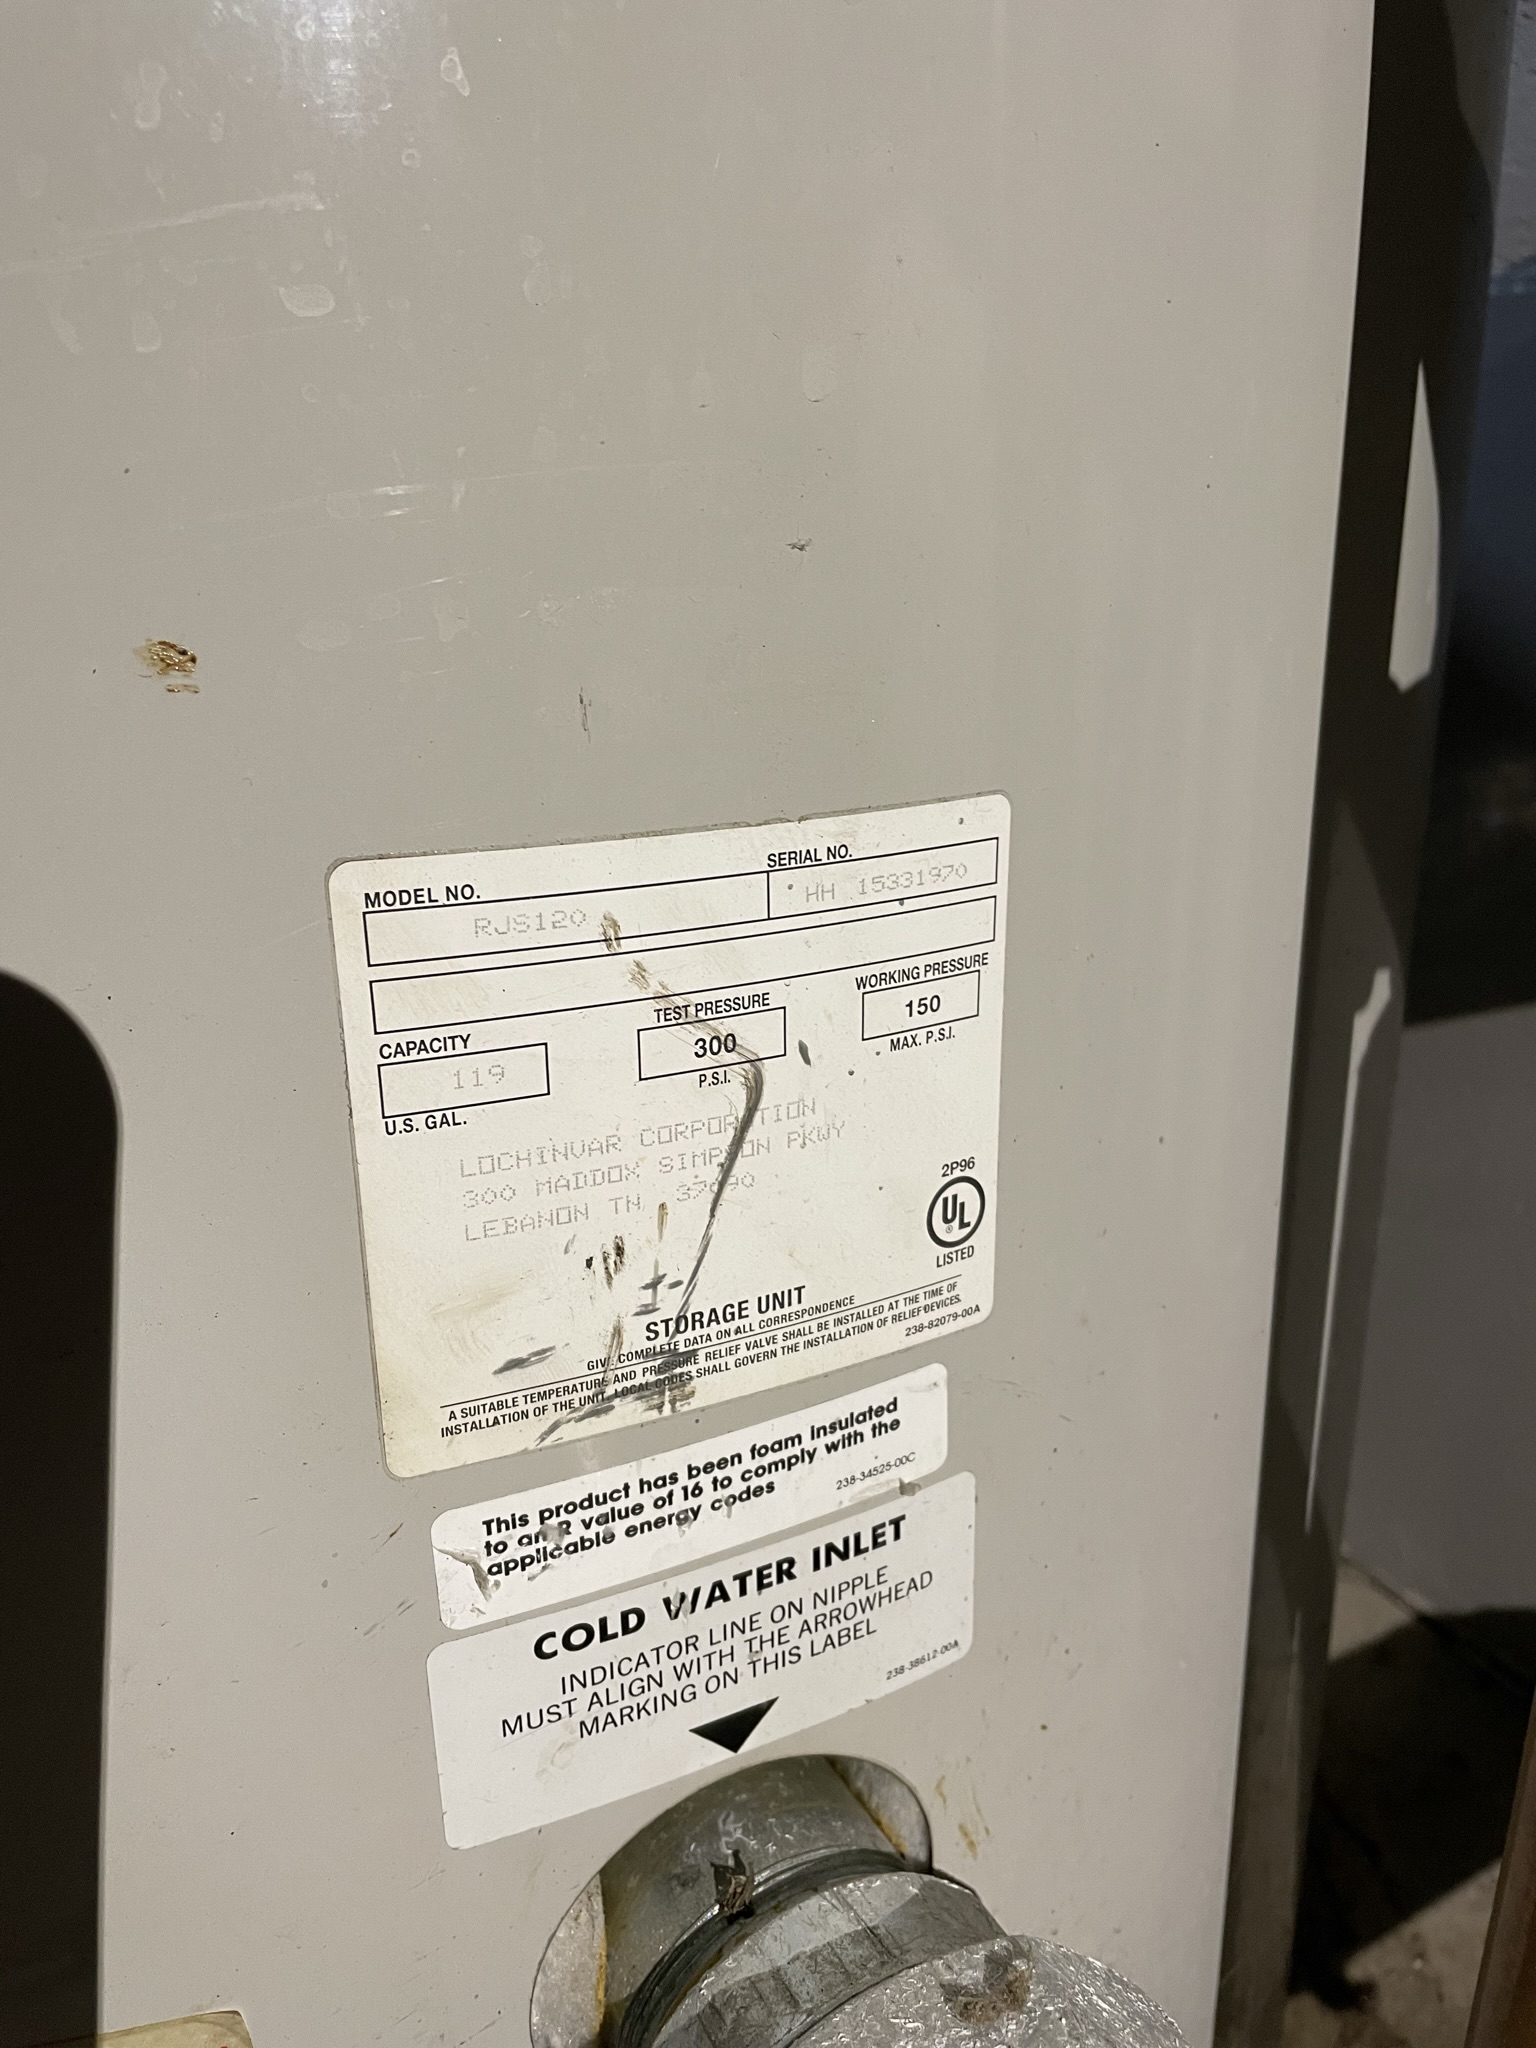 MODEL NO.
SERIAL NO.
RJS120
HH 15331970
CAPACITY
TEST PRESSURE
WORKING PRESSURE
119
300
150
U.S. GAL.
P.S.I.
MAX. P.S.I.
LOCHINVAR CORPORATION
300 MADDOX SIMPSON PKWY
LEBANON TN 37090
2P96
UL
®
LISTED
STORAGE UNIT
GIVE COMPLETE DATA ON ALL CORRESPONDENCE
A SUITABLE TEMPERATURE AND PRESSURE RELIEF VALVE SHALL BE INSTALLED AT THE TIME OF
INSTALLATION OF THE UNIT. LOCAL CODES SHALL GOVERN THE INSTALLATION OF RELIEF DEVICES.
238-82079-00A
This product has been foam insulated
to an R value of 16 to comply with the
applicable energy codes
238-34525-00C
COLD WATER INLET
INDICATOR LINE ON NIPPLE
MUST ALIGN WITH THE ARROWHEAD
MARKING ON THIS LABEL
238-38612-00A